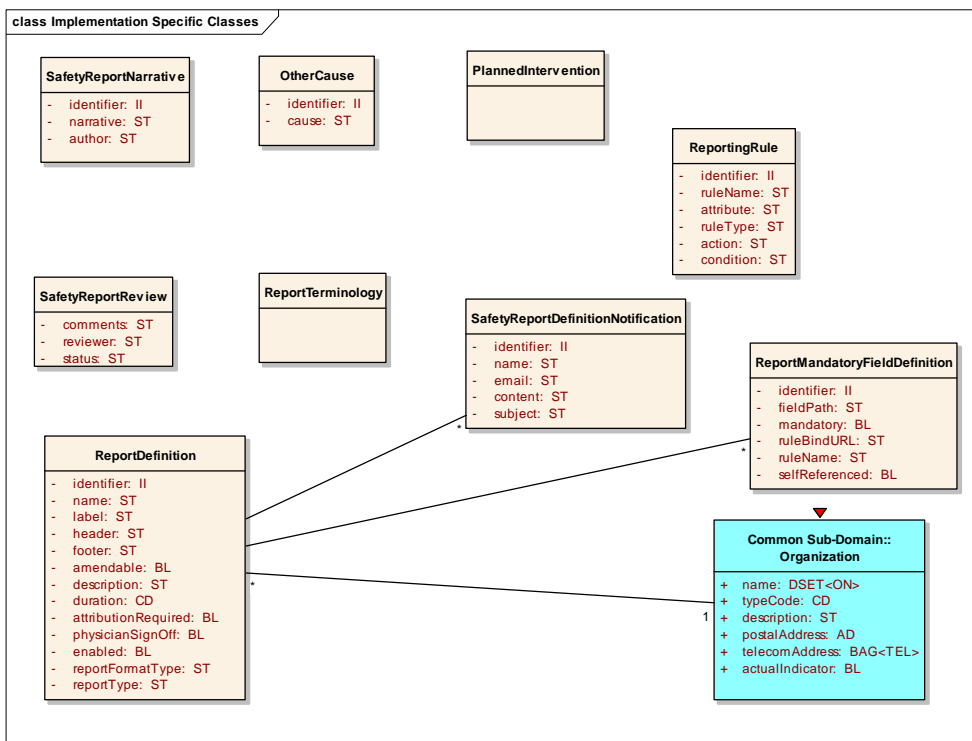 class Implementation Specific Classes
SafetyReportNarrative
- identifier: II
- narrative: ST
- author: ST
OtherCause
- identifier: II
- cause: ST
PlannedIntervention
ReportingRule
- identifier: II
- ruleName: ST
- attribute: ST
- ruleType: ST
- action: ST
- condition: ST
SafetyReportReview
- comments: ST
- reviewer: ST
- status: ST
ReportTerminology
SafetyReportDefinitionNotification
- identifier: II
- name: ST
- email: ST
- content: ST
- subject: ST
ReportMandatoryFieldDefinition
- identifier: II
- fieldPath: ST
- mandatory: BL
- ruleBindURL: ST
- ruleName: ST
- selfReferenced: BL
ReportDefinition
- identifier: II
- name: ST
- label: ST
- header: ST
- footer: ST
- amendable: BL
- description: ST
- duration: CD
- attributionRequired: BL
- physicianSignOff: BL
- enabled: BL
- reportFormatType: ST
- reportType: ST
*
*
*
1
Common Sub-Domain::
Organization
+ name: DSET<ON>
+ typeCode: CD
+ description: ST
+ postalAddress: AD
+ telecomAddress: BAG<TEL>
+ actualIndicator: BL